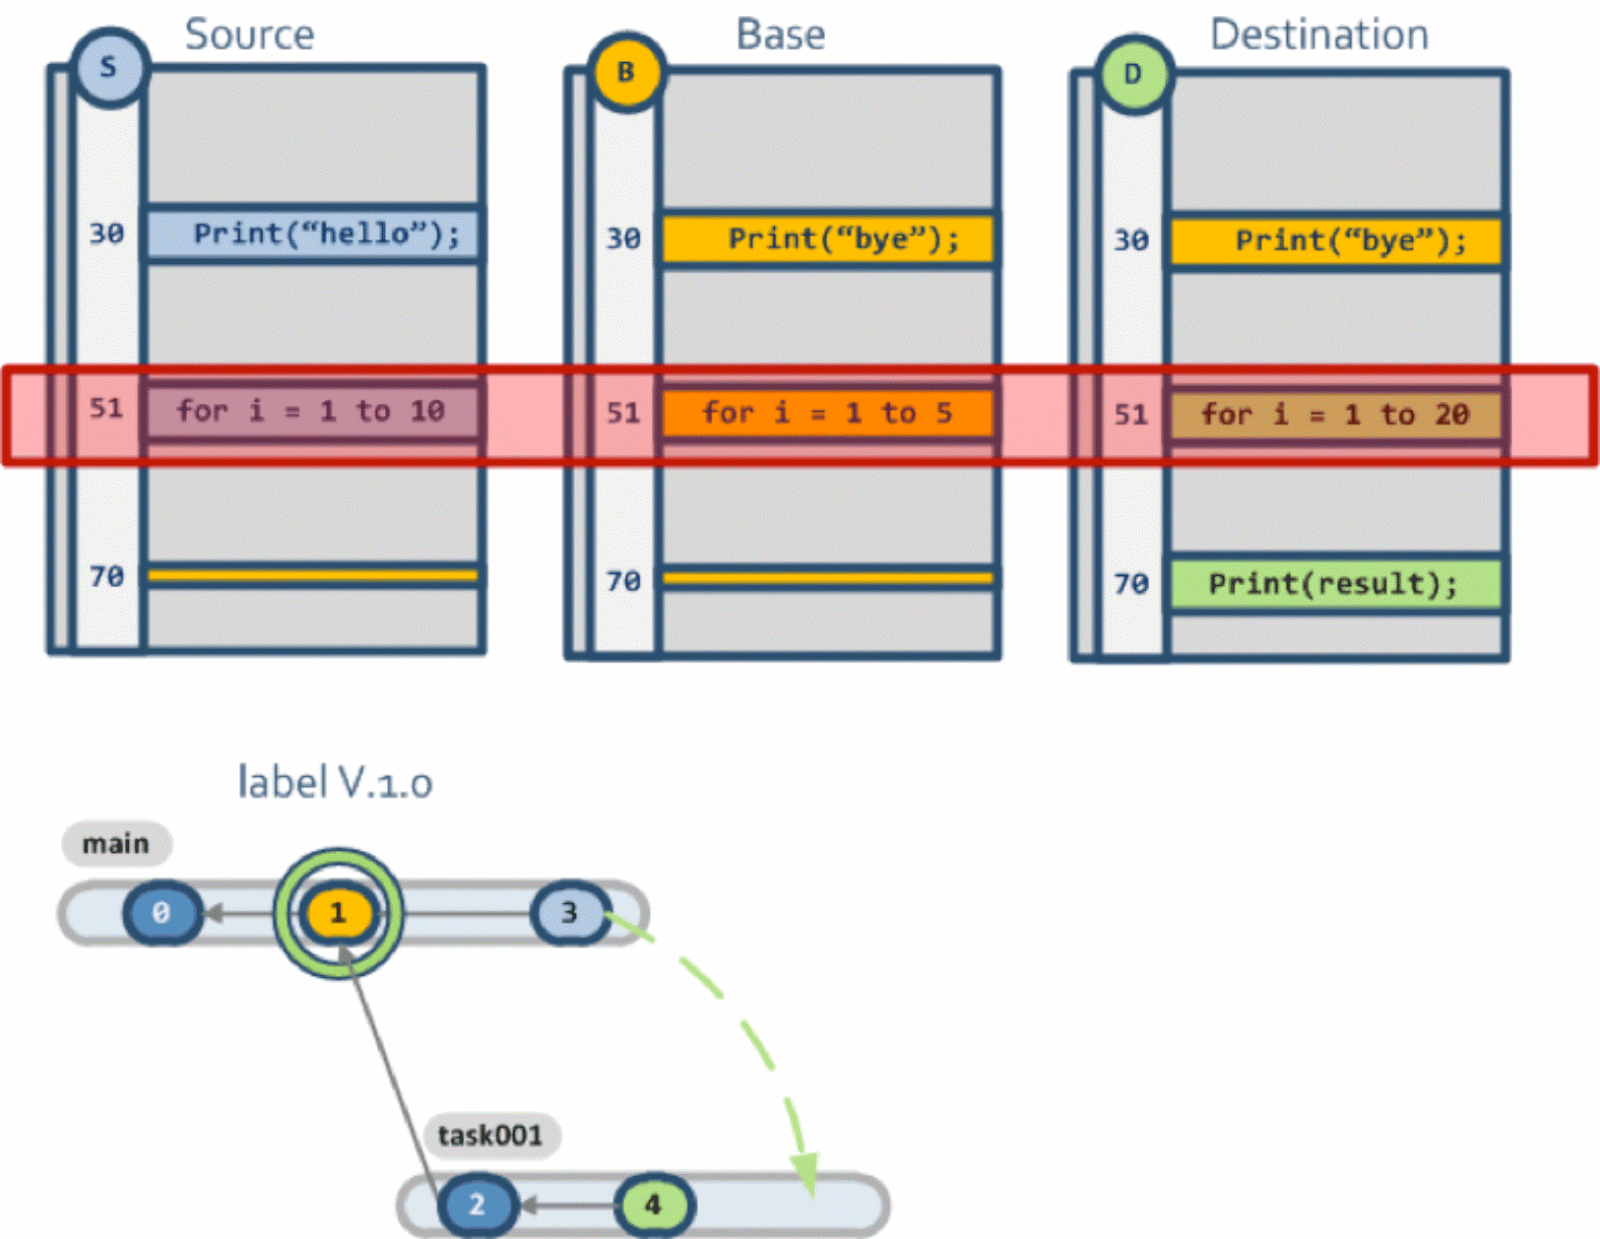 Source
S
30 Print(“hello”);
51 for i = 1 to 10
70
Base
B
30 Print(“bye”);
51 for i = 1 to 5
70
Destination
D
30 Print(“bye”);
51 for i = 1 to 20
70 Print(result);
label V.1.0
main
0 1 3
task001
2 4